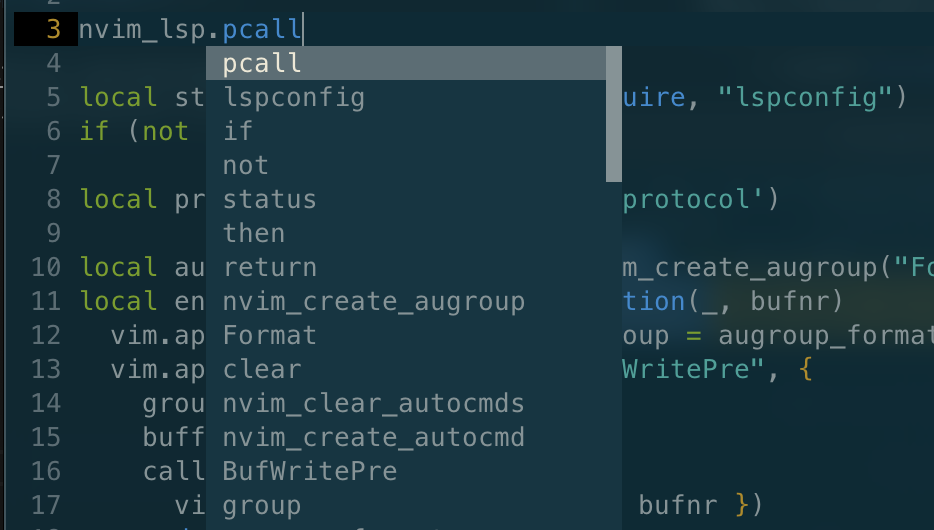 3 nvim_lsp.pcall
4 pcall
5 local st lspconfig uire, "lspconfig")
6 if (not if
7 not
8 local pr status protocol')
9 then
10 local au return m_create_augroup("Fo
11 local en nvim_create_augroup tion(_, bufnr)
12 vim.ap Format oup = augroup_format
13 vim.ap clear WritePre", {
14 grou nvim_clear_autocmds
15 buff nvim_create_autocmd
16 call BufWritePre
17 vi group bufnr })